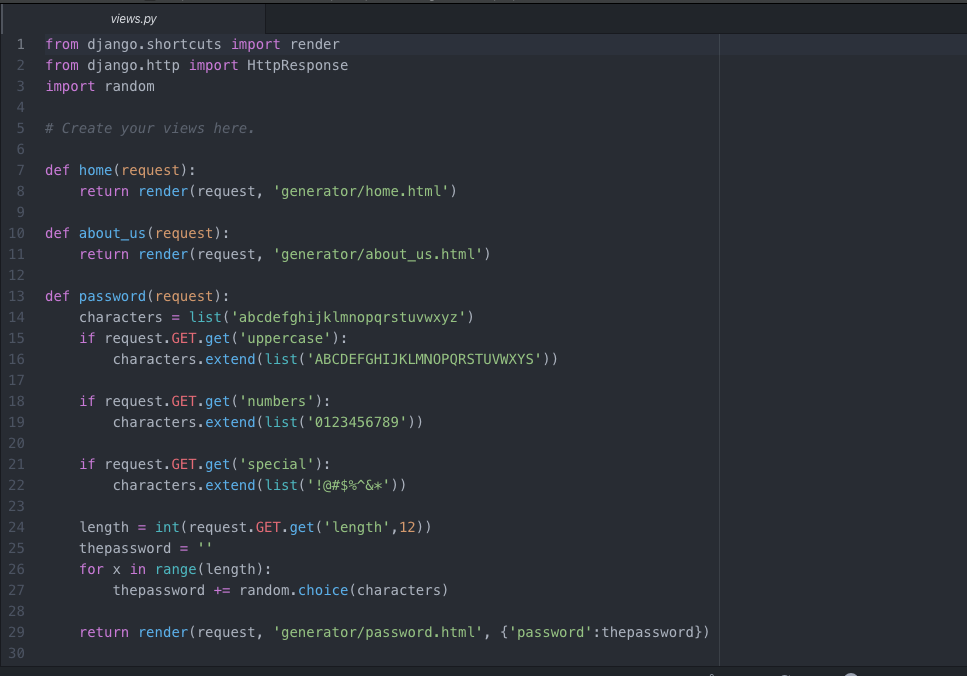 views.py
1 from django.shortcuts import render
2 from django.http import HttpResponse
3 import random
4
5 # Create your views here.
6
7 def home(request):
8     return render(request, 'generator/home.html')
9
10 def about_us(request):
11     return render(request, 'generator/about_us.html')
12
13 def password(request):
14     characters = list('abcdefghijklmnopqrstuvwxyz')
15     if request.GET.get('uppercase'):
16         characters.extend(list('ABCDEFGHIJKLMNOPQRSTUVWXYS'))
17
18     if request.GET.get('numbers'):
19         characters.extend(list('0123456789'))
20
21     if request.GET.get('special'):
22         characters.extend(list('!@#$%^&*'))
23
24     length = int(request.GET.get('length',12))
25     thepassword = ''
26     for x in range(length):
27         thepassword += random.choice(characters)
28
29     return render(request, 'generator/password.html', {'password':thepassword})
30